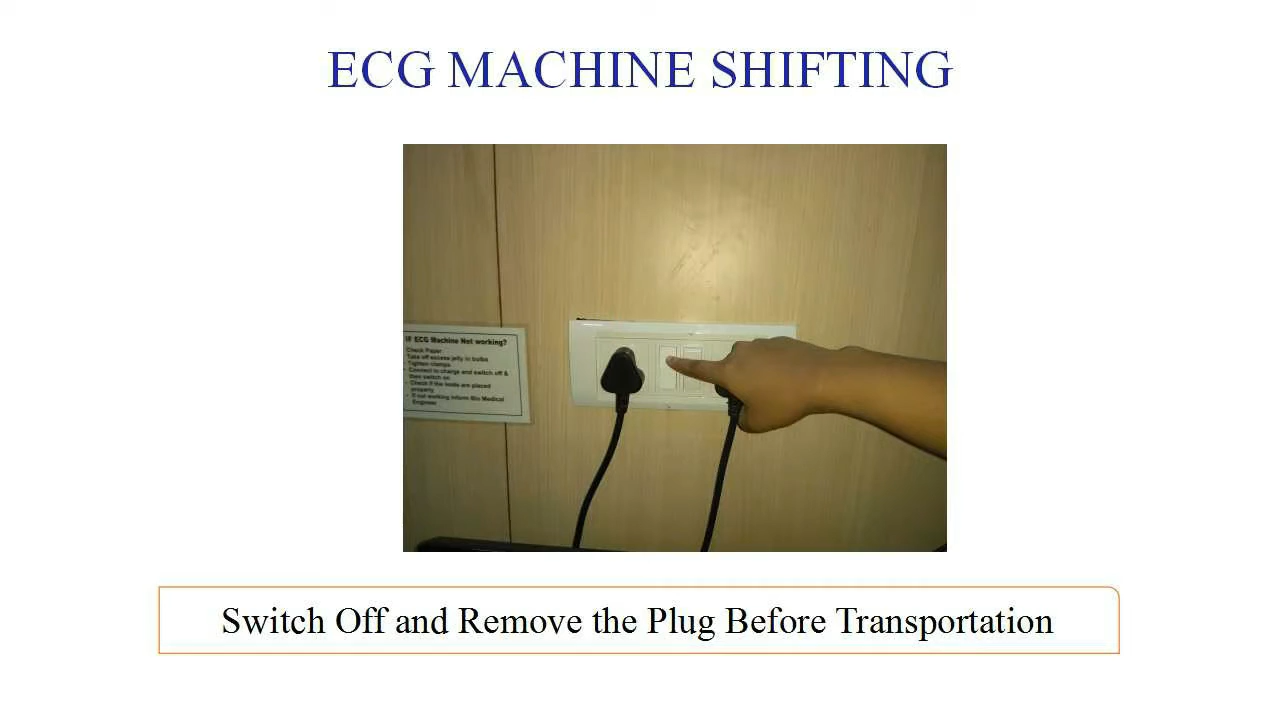 ECG MACHINE SHIFTING
If ECG Machine Not working?
Check Paper
Take off excess jelly in bulbs
Tighten clamps
- Connect to charge and switch off &
then switch on
- Check if the leads are placed
properly
- If not working inform Bio Medical
Engineer
Switch Off and Remove the Plug Before Transportation